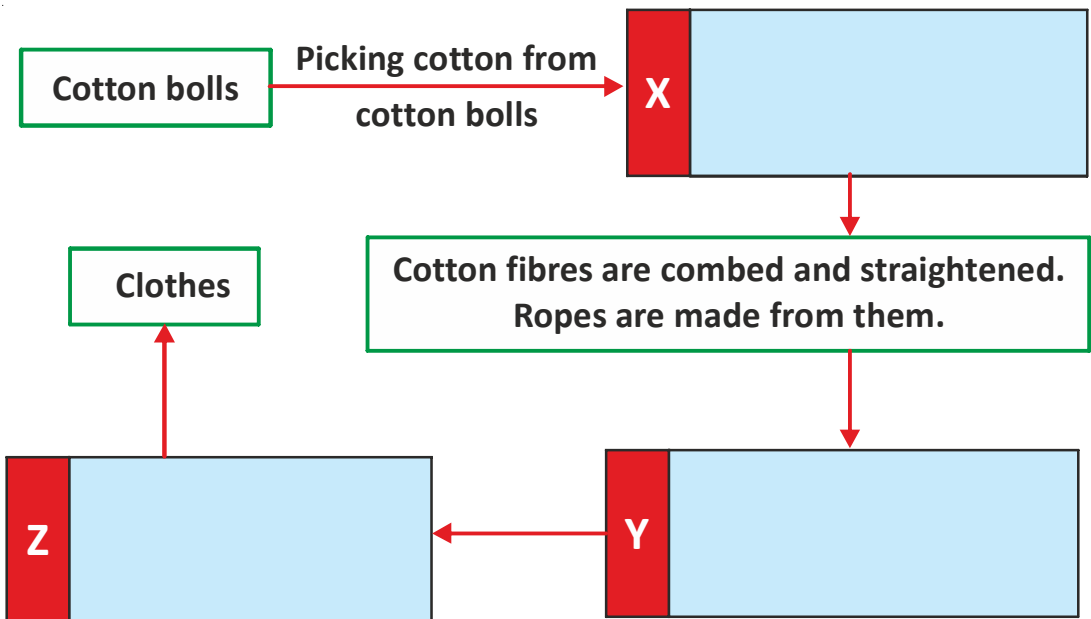 Cotton bolls
Picking cotton from
cotton bolls
X
Cotton fibres are combed and straightened.
Ropes are made from them.
Clothes
Z
Y